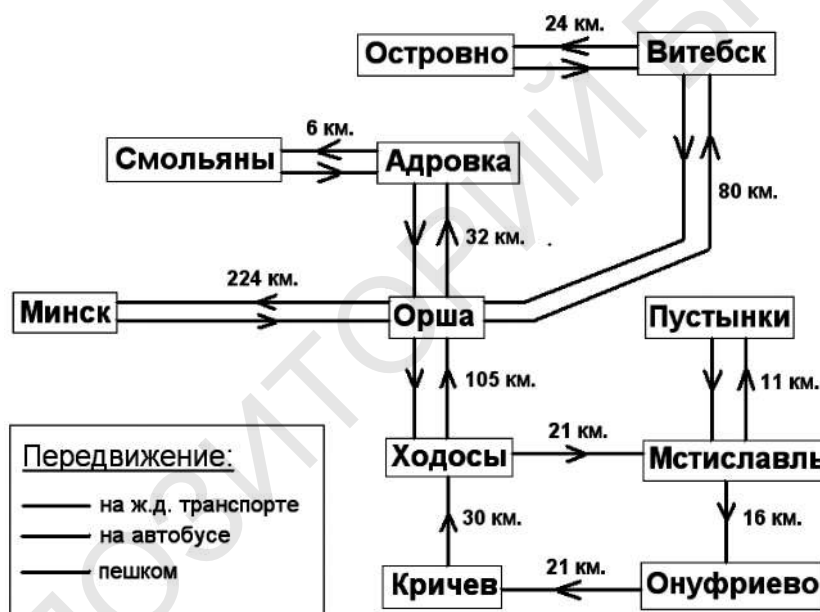 24 км.
Островно
Витебск
6 км.
Смольяны
Адровка
80 км.
32 км.
224 км.
Минск
Орша
Пустынки
105 км.
11 км.
21 км.
Ходосы
Мстиславль
Передвижение:
на ж.д. транспорте
на автобусе
пешком
30 км.
16 км.
21 км.
Кричев
Онуфриево